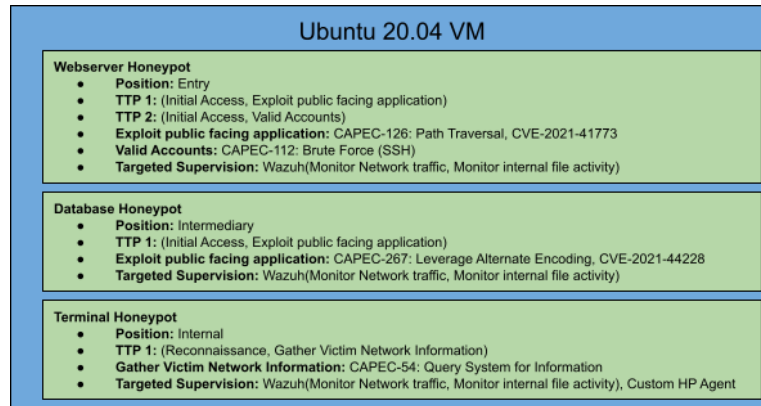 Ubuntu 20.04 VM
Webserver Honeypot
● Position: Entry
● TTP 1: (Initial Access, Exploit public facing application)
● TTP 2: (Initial Access, Valid Accounts)
● Exploit public facing application: CAPEC-126: Path Traversal, CVE-2021-41773
● Valid Accounts: CAPEC-112: Brute Force (SSH)
● Targeted Supervision: Wazuh(Monitor Network traffic, Monitor internal file activity)
Database Honeypot
● Position: Intermediary
● TTP 1: (Initial Access, Exploit public facing application)
● Exploit public facing application: CAPEC-267: Leverage Alternate Encoding, CVE-2021-44228
● Targeted Supervision: Wazuh(Monitor Network traffic, Monitor internal file activity)
Terminal Honeypot
● Position: Internal
● TTP 1: (Reconnaissance, Gather Victim Network Information)
● Gather Victim Network Information: CAPEC-54: Query System for Information
● Targeted Supervision: Wazuh(Monitor Network traffic, Monitor internal file activity), Custom HP Agent